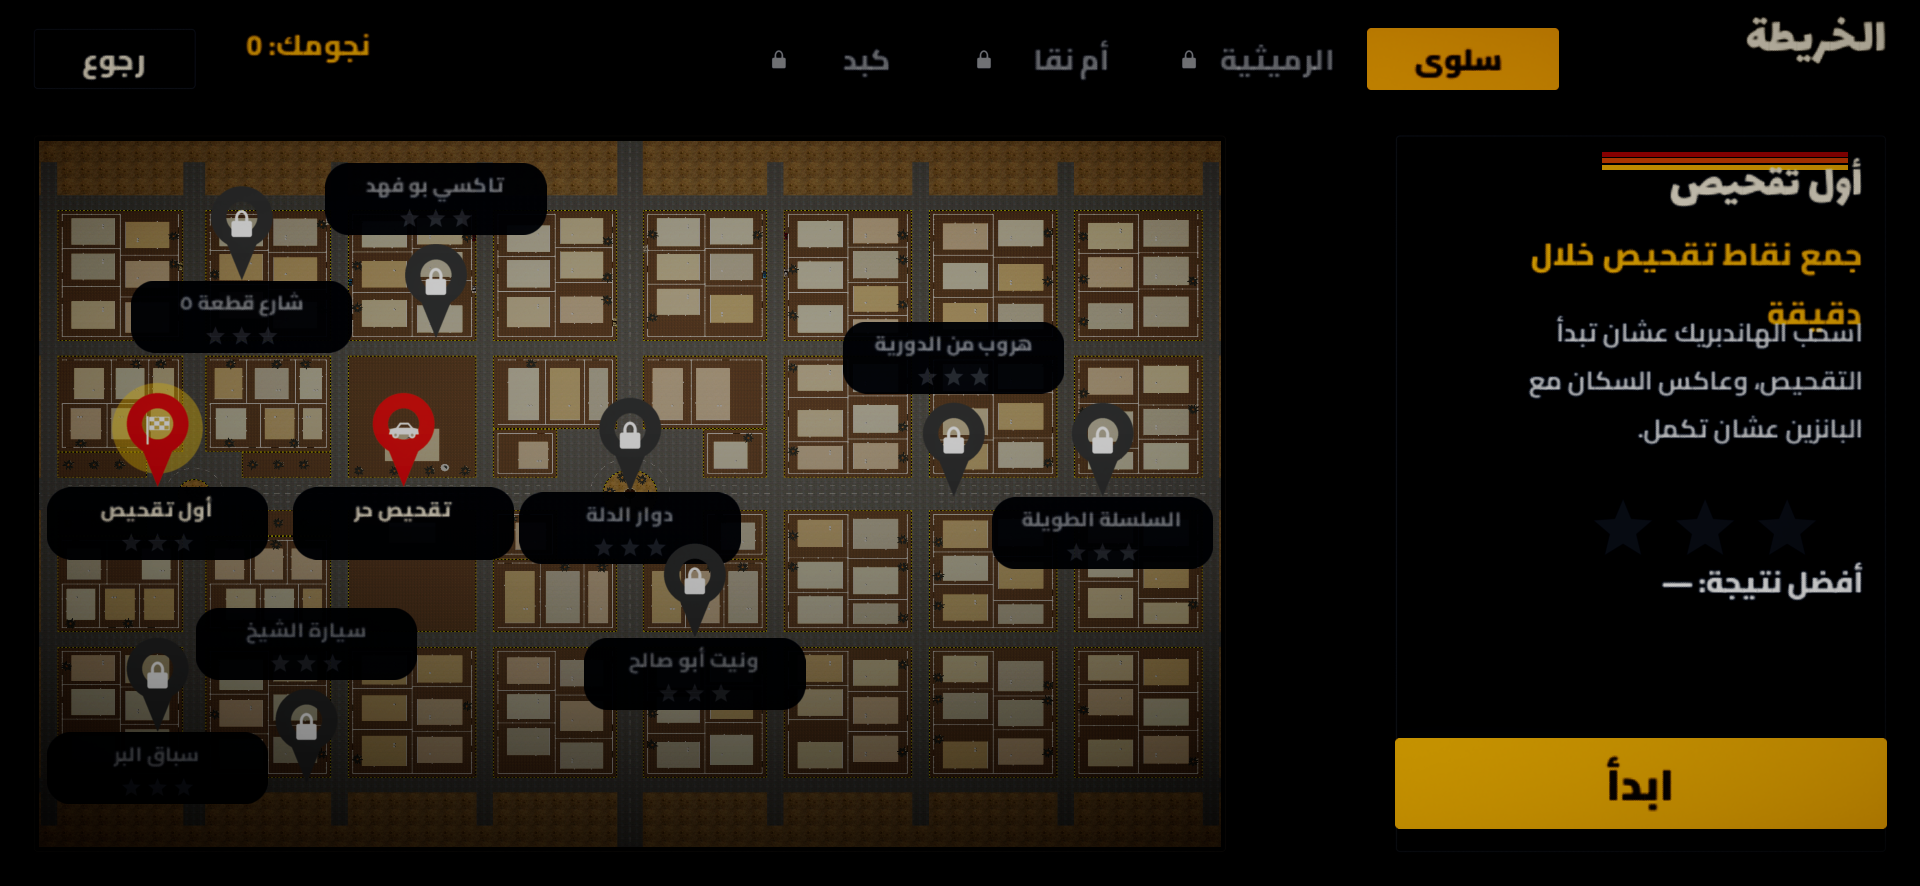 الخريطة
سلوى
الرميثية
أم نقا
كبد
نجومك: 0
رجوع
أول تقحيص
جمع نقاط تقحيص خلال
دقيقة
اسحب الهاندبريك عشان تبدأ
التقحيص، وعاكس السكان مع
البانزين عشان تكمل.
أفضل نتيجة: —
ابدأ
تاكسي بو فهد
شارع قطعة ٥
هروب من الدورية
السلسلة الطويلة
دوار الدلة
تقحيص حر
أول تقحيص
ونيت أبو صالح
سيارة الشيخ
سباق البر